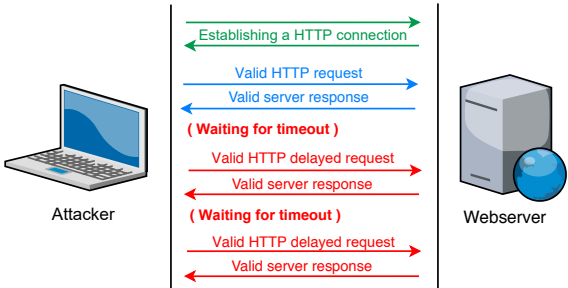 Establishing a HTTP connection
Valid HTTP request
Valid server response
( Waiting for timeout )
Valid HTTP delayed request
Valid server response
( Waiting for timeout )
Valid HTTP delayed request
Valid server response
Attacker
Webserver